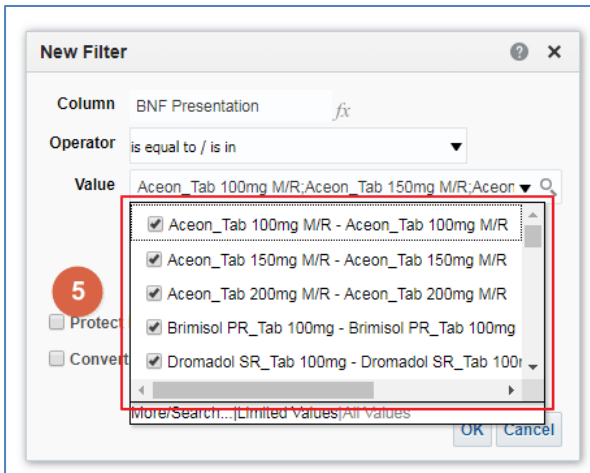 New Filter
Column BNF Presentation fx
Operator is equal to / is in
Value Aceon_Tab 100mg M/R;Aceon_Tab 150mg M/R;Aceon
Aceon_Tab 100mg M/R - Aceon_Tab 100mg M/R
Aceon_Tab 150mg M/R - Aceon_Tab 150mg M/R
5
Aceon_Tab 200mg M/R - Aceon_Tab 200mg M/R
Protect
Brimisol PR_Tab 100mg - Brimisol PR_Tab 100mg
Convert
Dromadol SR_Tab 100mg - Dromadol SR_Tab 100
More/Search...|Limited Values|All Values
OK Cancel